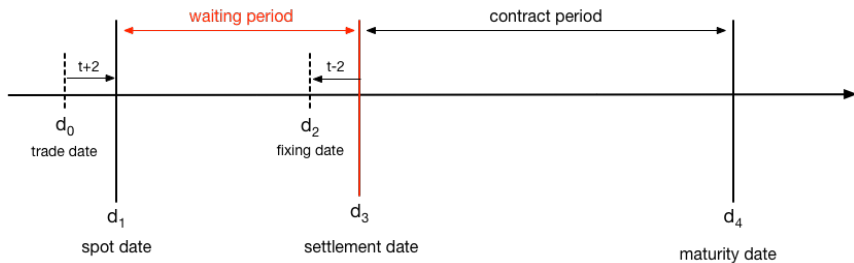 waiting period
contract period
t+2
t-2
d0
trade date
d2
fixing date
d1
spot date
d3
settlement date
d4
maturity date